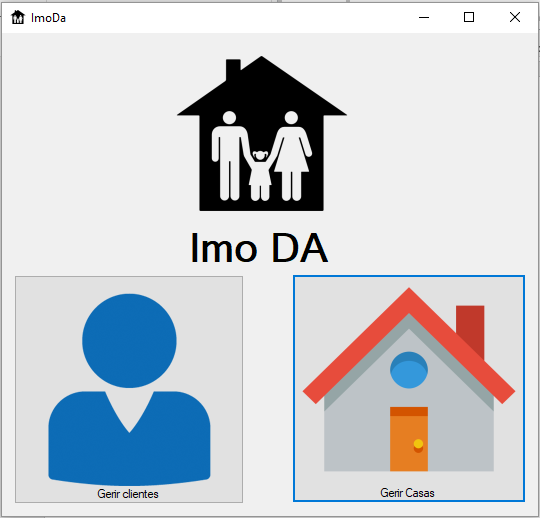 ImoDa
Imo DA
Gerir clientes
Gerir Casas